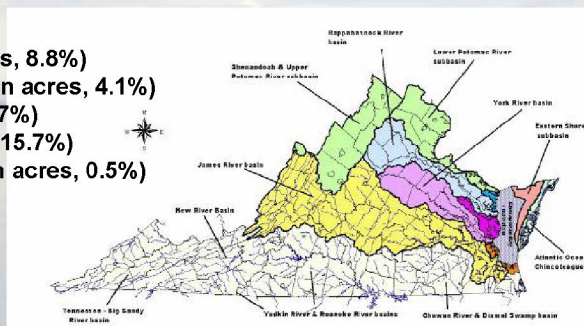 s, 8.8%)
n acres, 4.1%)
7%)
15.7%)
n acres, 0.5%)
Rappahannock River
basin
Lower Potomac River
subbasin
Shenandoah & Upper
Potomac River subbasin
York River basin
Eastern Shore
subbasin
James River basin
New River Basin
Atlantic Ocean
Chincoteague
Tennessee - Big Sandy
River basin
Yadkin River & Roanoke River basins
Chowan River & Dismal Swamp basin